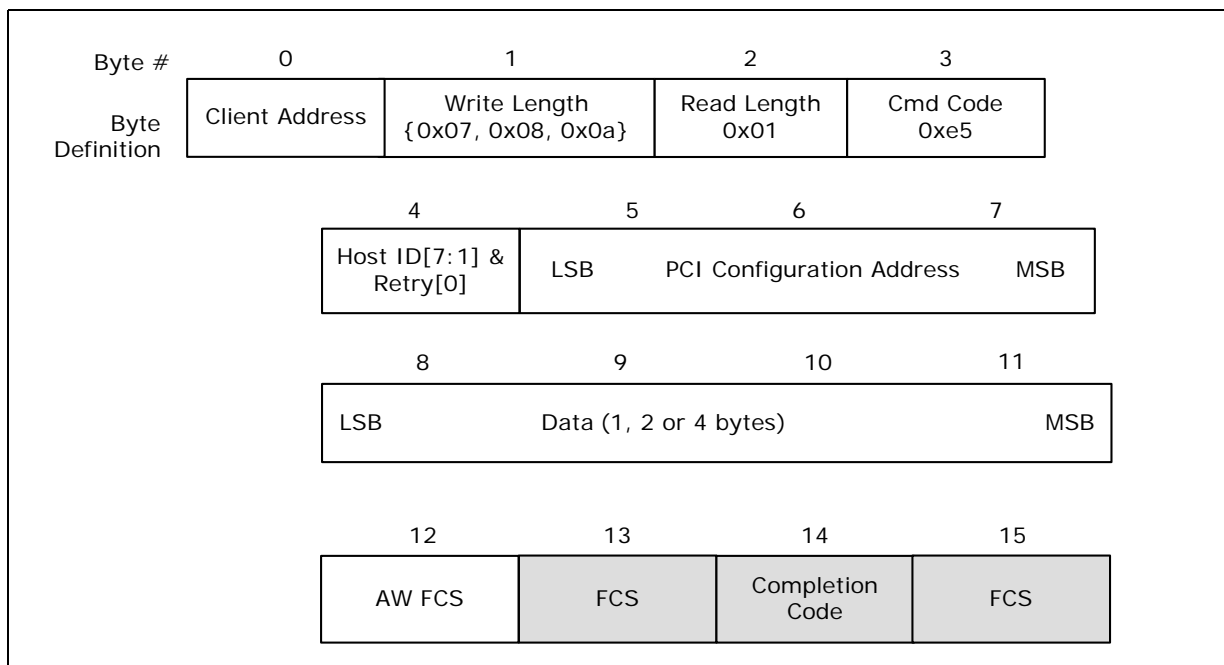 Byte # 0 1 2 3
Byte Definition
Client Address
Write Length
{0x07, 0x08, 0x0a}
Read Length
0x01
Cmd Code
0xe5
4 5 6 7
Host ID[7:1] &
Retry[0]
LSB PCI Configuration Address MSB
8 9 10 11
LSB Data (1, 2 or 4 bytes) MSB
12 13 14 15
AW FCS
FCS
Completion
Code
FCS